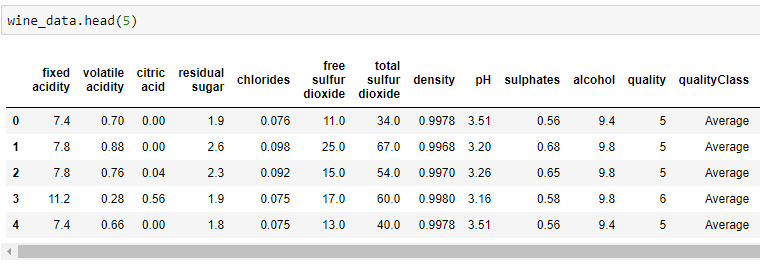 wine_data.head(5)
fixed acidity volatile acidity citric acid residual sugar chlorides free sulfur dioxide total sulfur dioxide density pH sulphates alcohol quality qualityClass
0 7.4 0.70 0.00 1.9 0.076 11.0 34.0 0.9978 3.51 0.56 9.4 5 Average
1 7.8 0.88 0.00 2.6 0.098 25.0 67.0 0.9968 3.20 0.68 9.8 5 Average
2 7.8 0.76 0.04 2.3 0.092 15.0 54.0 0.9970 3.26 0.65 9.8 5 Average
3 11.2 0.28 0.56 1.9 0.075 17.0 60.0 0.9980 3.16 0.58 9.8 6 Average
4 7.4 0.66 0.00 1.8 0.075 13.0 40.0 0.9978 3.51 0.56 9.4 5 Average